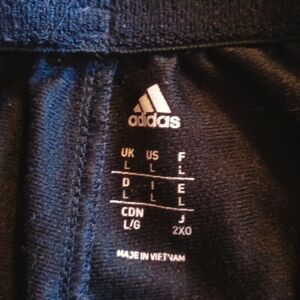 adidas
UK US F
L L L
D I E
L L L
CDN J
L/G 2XO
MADE IN VIETNAM